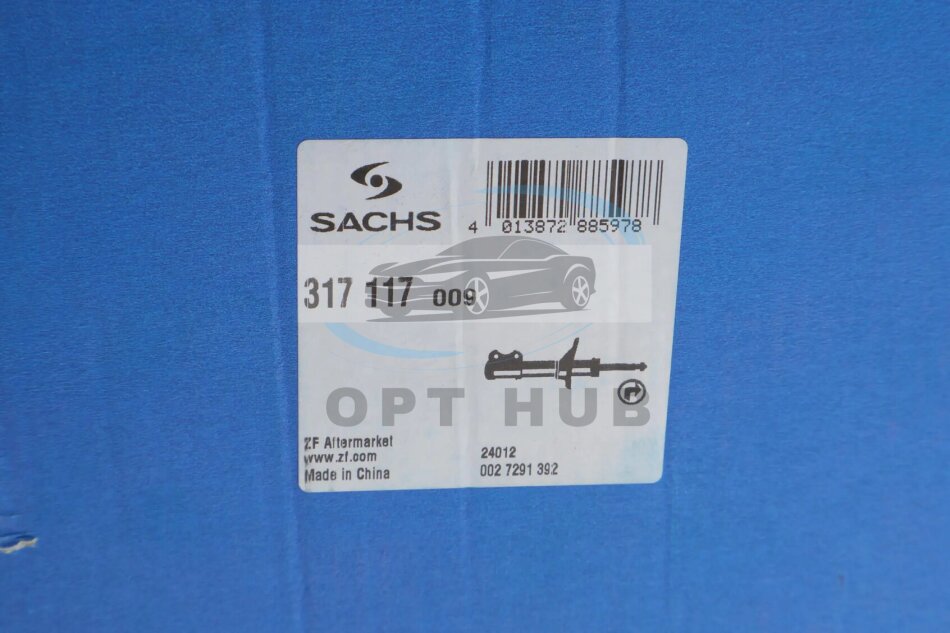 SACHS
4 013872 885978
317 117 009
OPT HUB
ZF Aftermarket
www.zf.com
Made in China
24012
002 7291 392